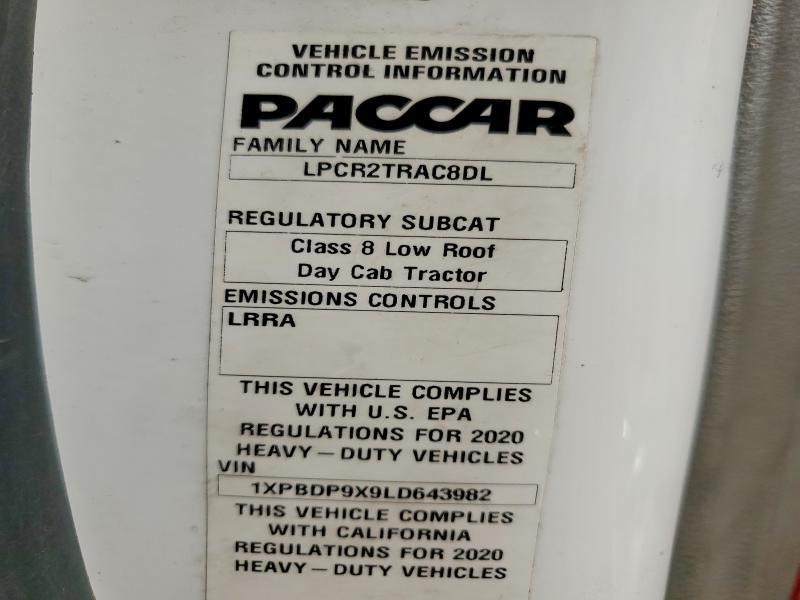 VEHICLE EMISSION
CONTROL INFORMATION
PACCAR
FAMILY NAME
LPCR2TRAC8DL
REGULATORY SUBCAT
Class 8 Low Roof
Day Cab Tractor
EMISSIONS CONTROLS
LRRA
THIS VEHICLE COMPLIES
WITH U.S. EPA
REGULATIONS FOR 2020
HEAVY — DUTY VEHICLES
VIN
1XPBDP9X9LD643982
THIS VEHICLE COMPLIES
WITH CALIFORNIA
REGULATIONS FOR 2020
HEAVY — DUTY VEHICLES